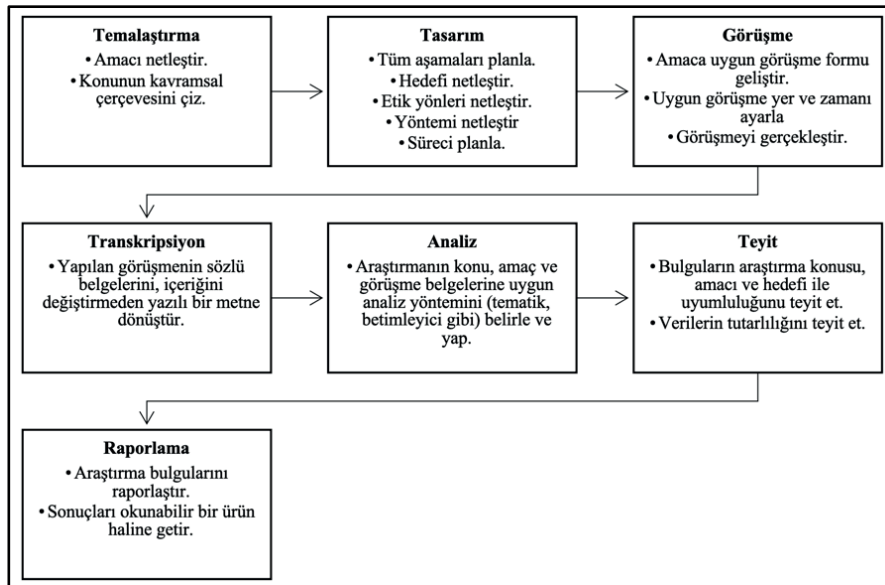 Temalaştırma
• Amacı netleştir.
• Konunun kavramsal
çerçevesini çiz.
Tasarım
• Tüm aşamaları planla.
• Hedefi netleştir.
• Etik yönleri netleştir.
• Yöntemi netleştir
• Süreci planla.
Görüşme
• Amaca uygun görüşme formu
geliştir.
• Uygun görüşme yer ve zamanı
ayarla
• Görüşmeyi gerçekleştir.
Transkripsiyon
• Yapılan görüşmenin sözlü
belgelerini, içeriğini
değiştirmeden yazılı bir metne
dönüştür.
Analiz
• Araştırmanın konu, amaç ve
görüşme belgelerine uygun
analiz yöntemini (tematik,
betimleyici gibi) belirle ve
yap.
Teyit
• Bulguların araştırma konusu,
amacı ve hedefi ile
uyumluluğunu teyit et.
• Verilerin tutarlılığını teyit et.
Raporlama
• Araştırma bulgularını
raporlaştır.
• Sonuçları okunabilir bir ürün
haline getir.